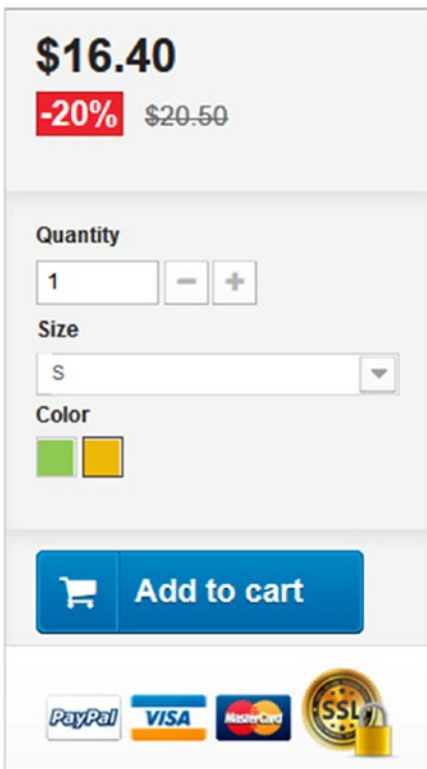 $16.40
-20% $20.50
Quantity
1
Size
S
Color
Add to cart
PayPal VISA MasterCard SSL